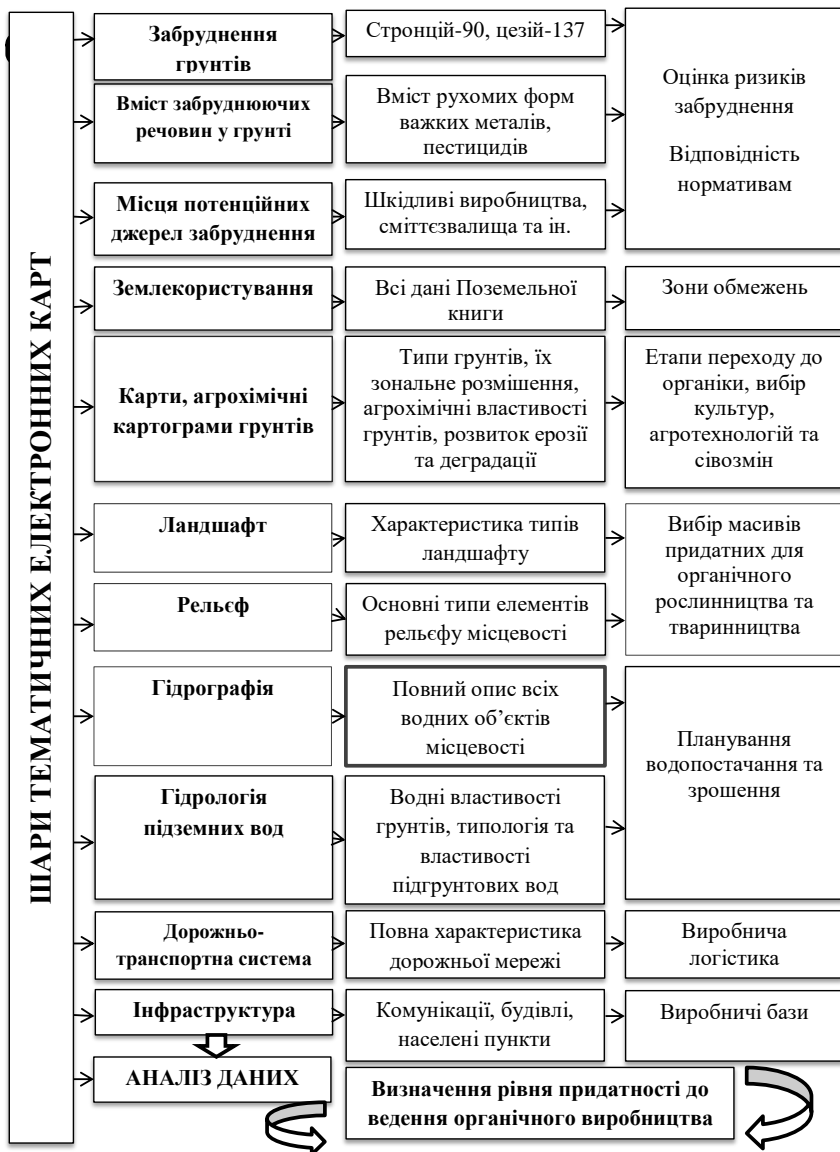 ШАРИ ТЕМАТИЧНИХ ЕЛЕКТРОННИХ КАРТ
Забруднення
грунтів
Стронцій-90, цезій-137
Оцінка ризиків
забруднення
Відповідність
нормативам
Вміст забруднюючих
речовин у грунті
Вміст рухомих форм
важких металів,
пестицидів
Місця потенційних
джерел забруднення
Шкідливі виробництва,
сміттєзвалища та ін.
Землекористування
Всі дані Поземельної
книги
Зони обмежень
Карти, агрохімічні
картограми грунтів
Типи грунтів, їх
зональне розміщення,
агрохімічні властивості
грунтів, розвиток ерозії
та деградації
Етапи переходу до
органіки, вибір
культур,
агротехнологій та
сівозмін
Ландшафт
Характеристика типів
ландшафту
Вибір масивів
придатних для
органічного
рослинництва та
тваринництва
Рельєф
Основні типи елементів
рельєфу місцевості
Гідрографія
Повний опис всіх
водних об’єктів
місцевості
Планування
водопостачання та
зрошення
Гідрологія
підземних вод
Водні властивості
грунтів, типологія та
властивості
підгрунтових вод
Дорожньо-
транспортна система
Повна характеристика
дорожньої мережі
Виробнича
логістика
Інфраструктура
Комунікації, будівлі,
населені пункти
Виробничі бази
АНАЛІЗ ДАНИХ
Визначення рівня придатності до
ведення органічного виробництва